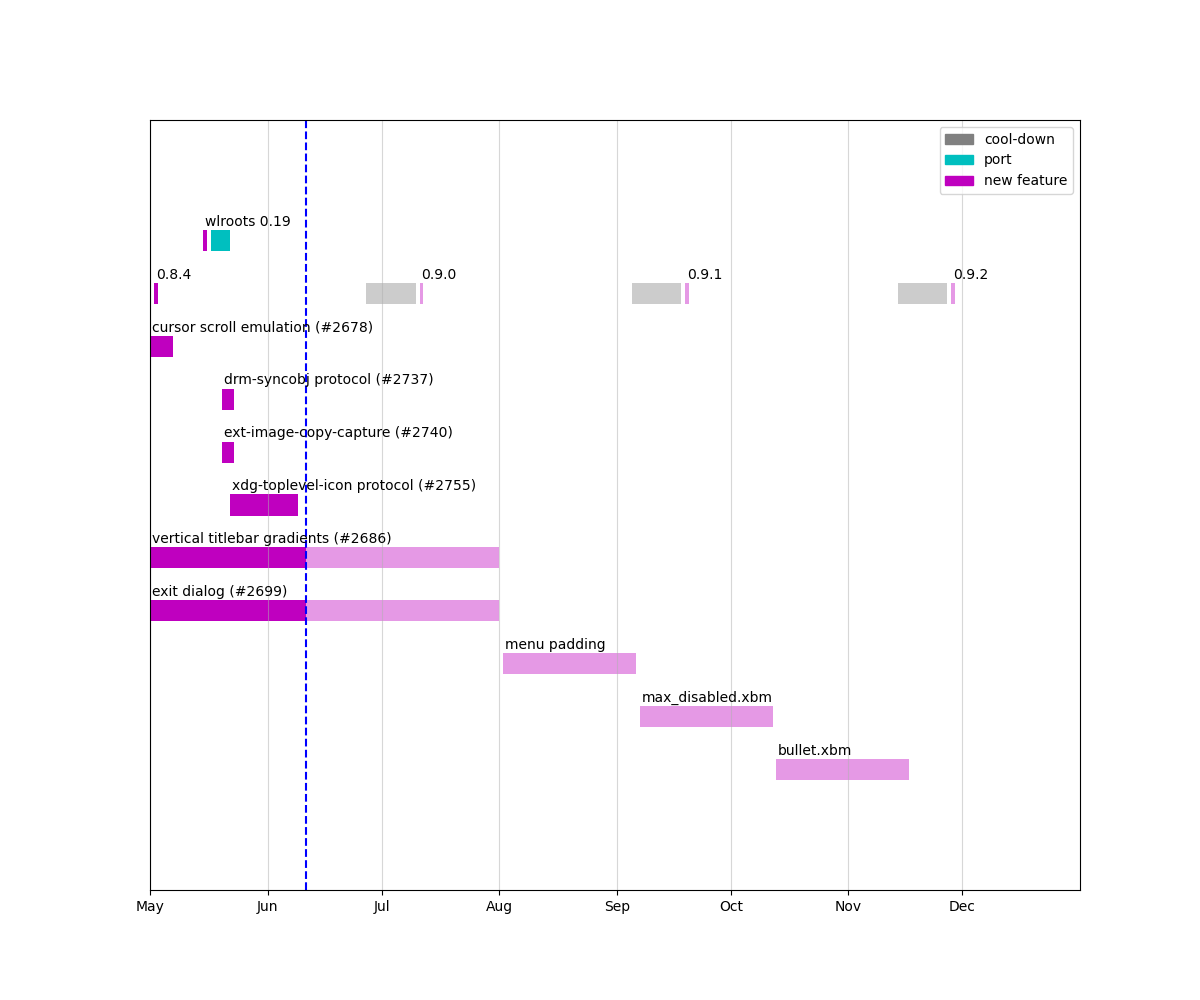 cool-down
port
new feature
wlroots 0.19
0.8.4
0.9.0
0.9.1
0.9.2
cursor scroll emulation (#2678)
drm-syncobj protocol (#2737)
ext-image-copy-capture (#2740)
xdg-toplevel-icon protocol (#2755)
vertical titlebar gradients (#2686)
exit dialog (#2699)
menu padding
max_disabled.xbm
bullet.xbm
May
Jun
Jul
Aug
Sep
Oct
Nov
Dec